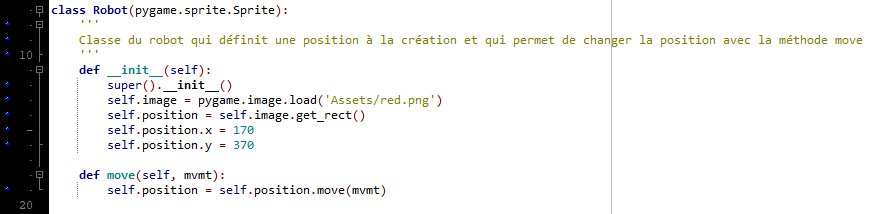 class Robot(pygame.sprite.Sprite):
'''
Classe du robot qui définit une position à la création et qui permet de changer la position avec la méthode move
10 '''
def __init__(self):
super().__init__()
self.image = pygame.image.load('Assets/red.png')
self.position = self.image.get_rect()
self.position.x = 170
self.position.y = 370
def move(self, mvmt):
self.position = self.position.move(mvmt)
20